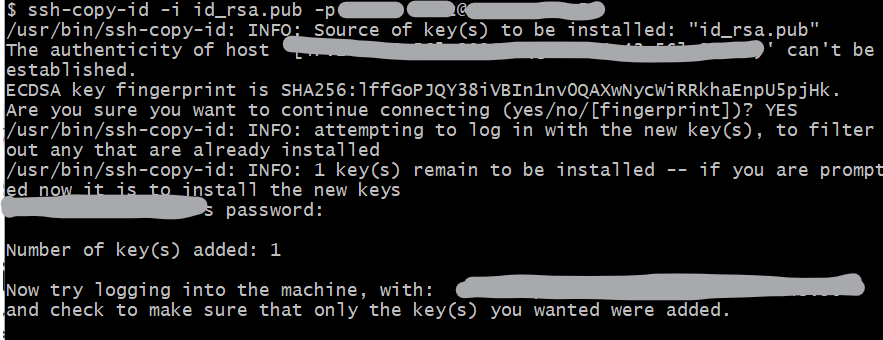 $ ssh-copy-id -i id_rsa.pub -p @
/usr/bin/ssh-copy-id: INFO: Source of key(s) to be installed: "id_rsa.pub"
The authenticity of host ' can't be
established.
ECDSA key fingerprint is SHA256:lffGoPJQY38iVBIn1nvOQAXwNycWiRRkhaEnpU5pjHk.
Are you sure you want to continue connecting (yes/no/[fingerprint])? YES
/usr/bin/ssh-copy-id: INFO: attempting to log in with the new key(s), to filter
out any that are already installed
/usr/bin/ssh-copy-id: INFO: 1 key(s) remain to be installed -- if you are prompt
ed now it is to install the new keys
s password:
Number of key(s) added: 1
Now try logging into the machine, with:
and check to make sure that only the key(s) you wanted were added.